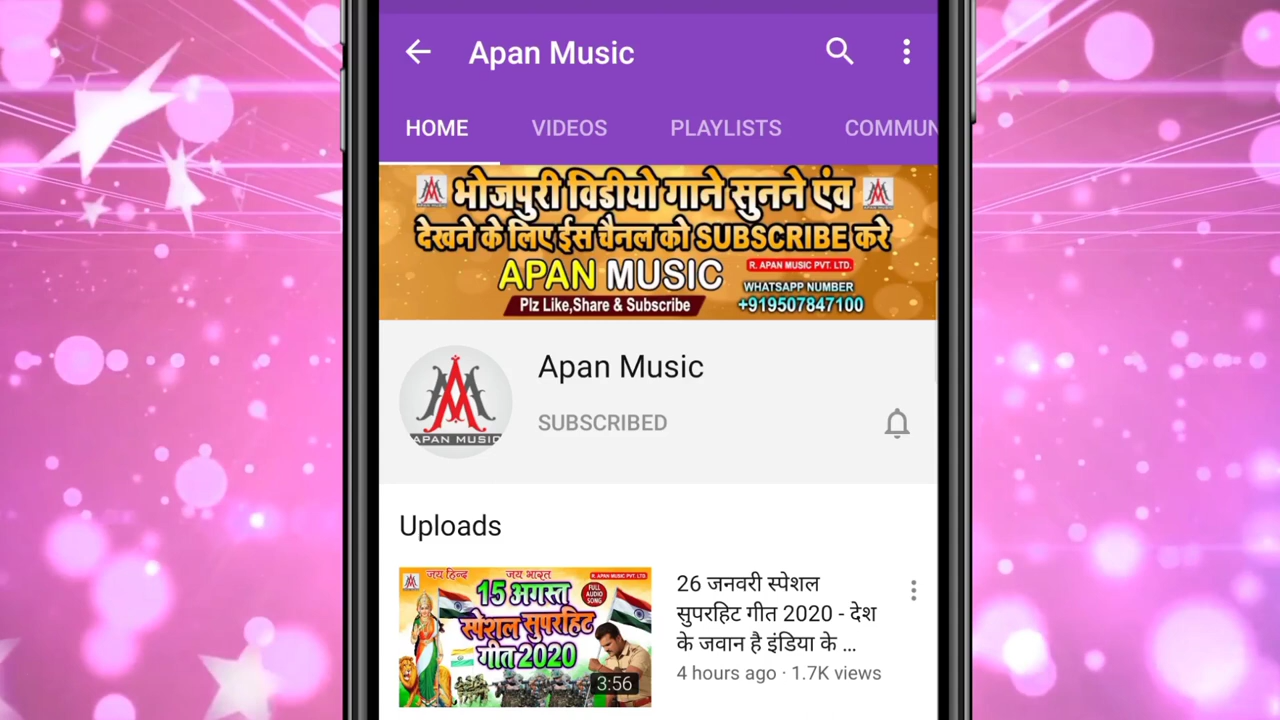 Apan Music
HOME VIDEOS PLAYLISTS COMMUN
भोजपुरी विडीयो गाने सुनने एंव
देखने के लिए ईस चैनल को SUBSCRIBE करे
APAN MUSIC
R. APAN MUSIC PVT. LTD.
WHATSAPP NUMBER
+919507847100
Plz Like,Share & Subscribe
Apan Music
SUBSCRIBED
APAN MUSIC
Uploads
जय हिन्द जय भारत
R. APAN MUSIC PVT. LTD
15 अगस्त
FULL
AUDIO
SONG
स्पेशल सुपरहिट
गीत 2020
3:56
26 जनवरी स्पेशल
सुपरहिट गीत 2020 - देश
के जवान है इंडिया के ...
4 hours ago · 1.7K views